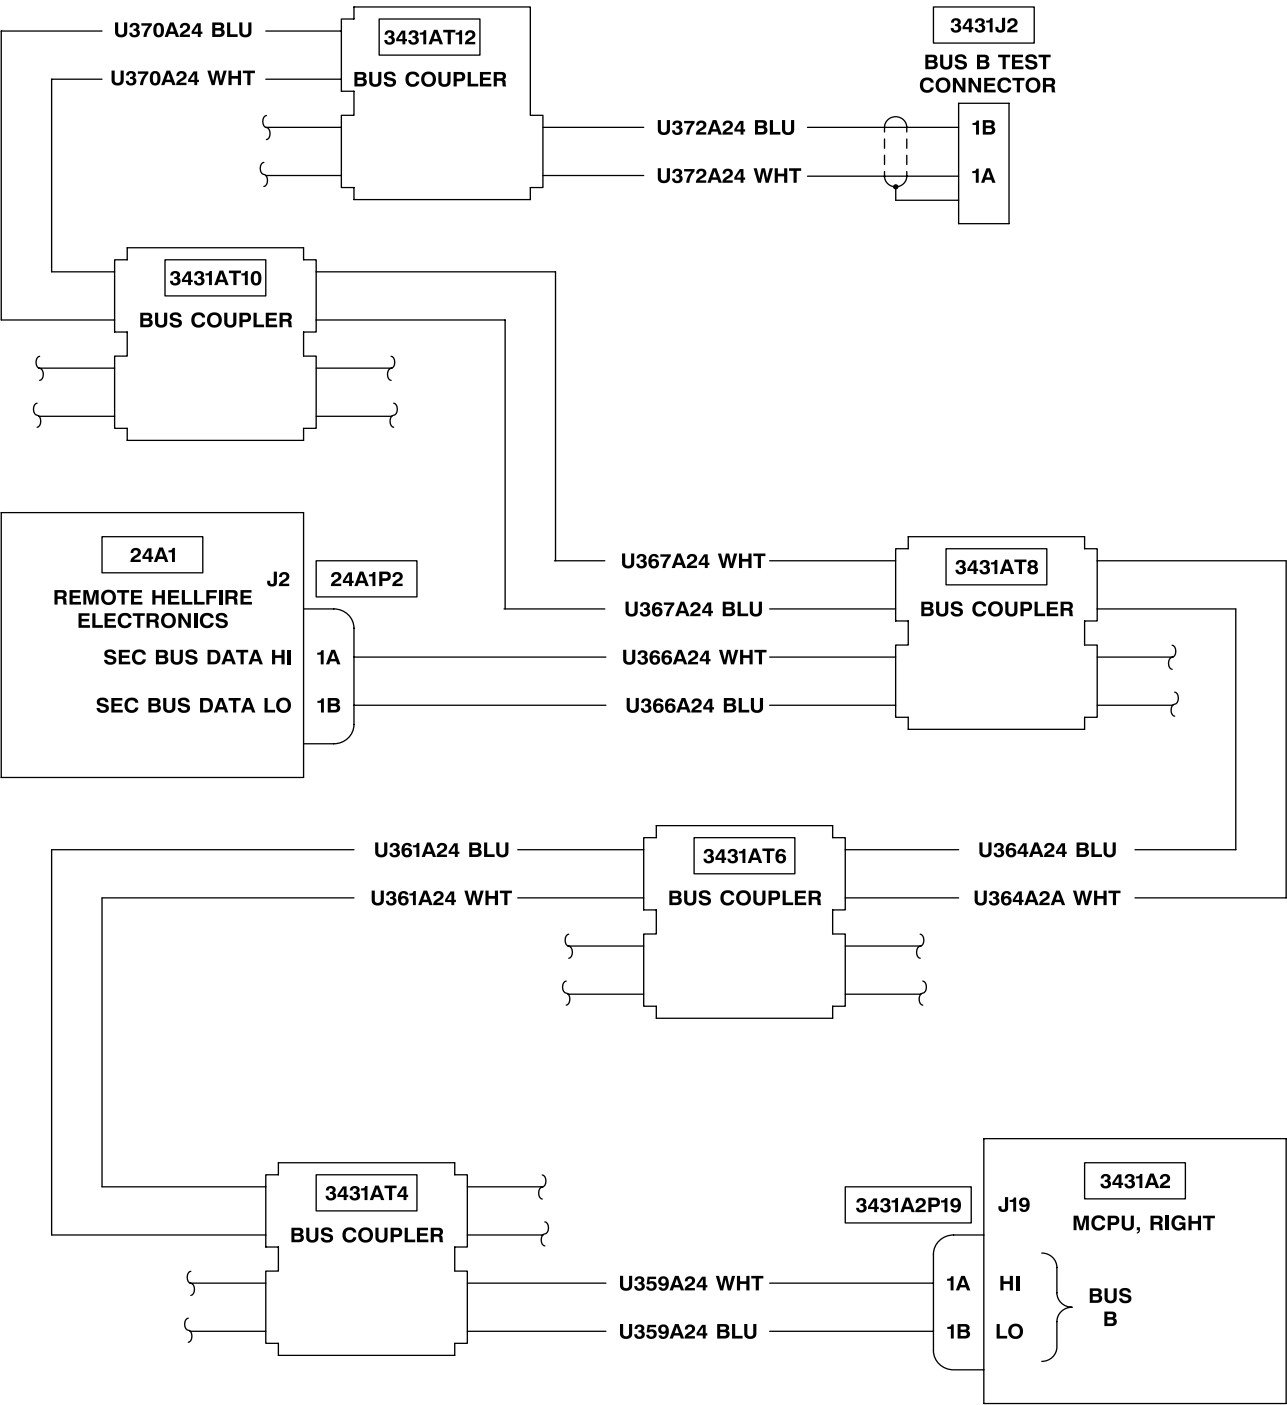 U370A24 BLU
3431AT12
3431J2
U370A24 WHT
BUS COUPLER
BUS B TEST
CONNECTOR
U372A24 BLU
1B
U372A24 WHT
1A
3431AT10
BUS COUPLER
24A1
J2
24A1P2
REMOTE HELLFIRE
ELECTRONICS
U367A24 WHT
3431AT8
U367A24 BLU
BUS COUPLER
SEC BUS DATA HI
1A
U366A24 WHT
SEC BUS DATA LO
1B
U366A24 BLU
U361A24 BLU
3431AT6
U364A24 BLU
U361A24 WHT
BUS COUPLER
U364A2A WHT
3431AT4
BUS COUPLER
3431A2P19
J19
3431A2
MCPU, RIGHT
U359A24 WHT
1A
HI
BUS
B
U359A24 BLU
1B
LO